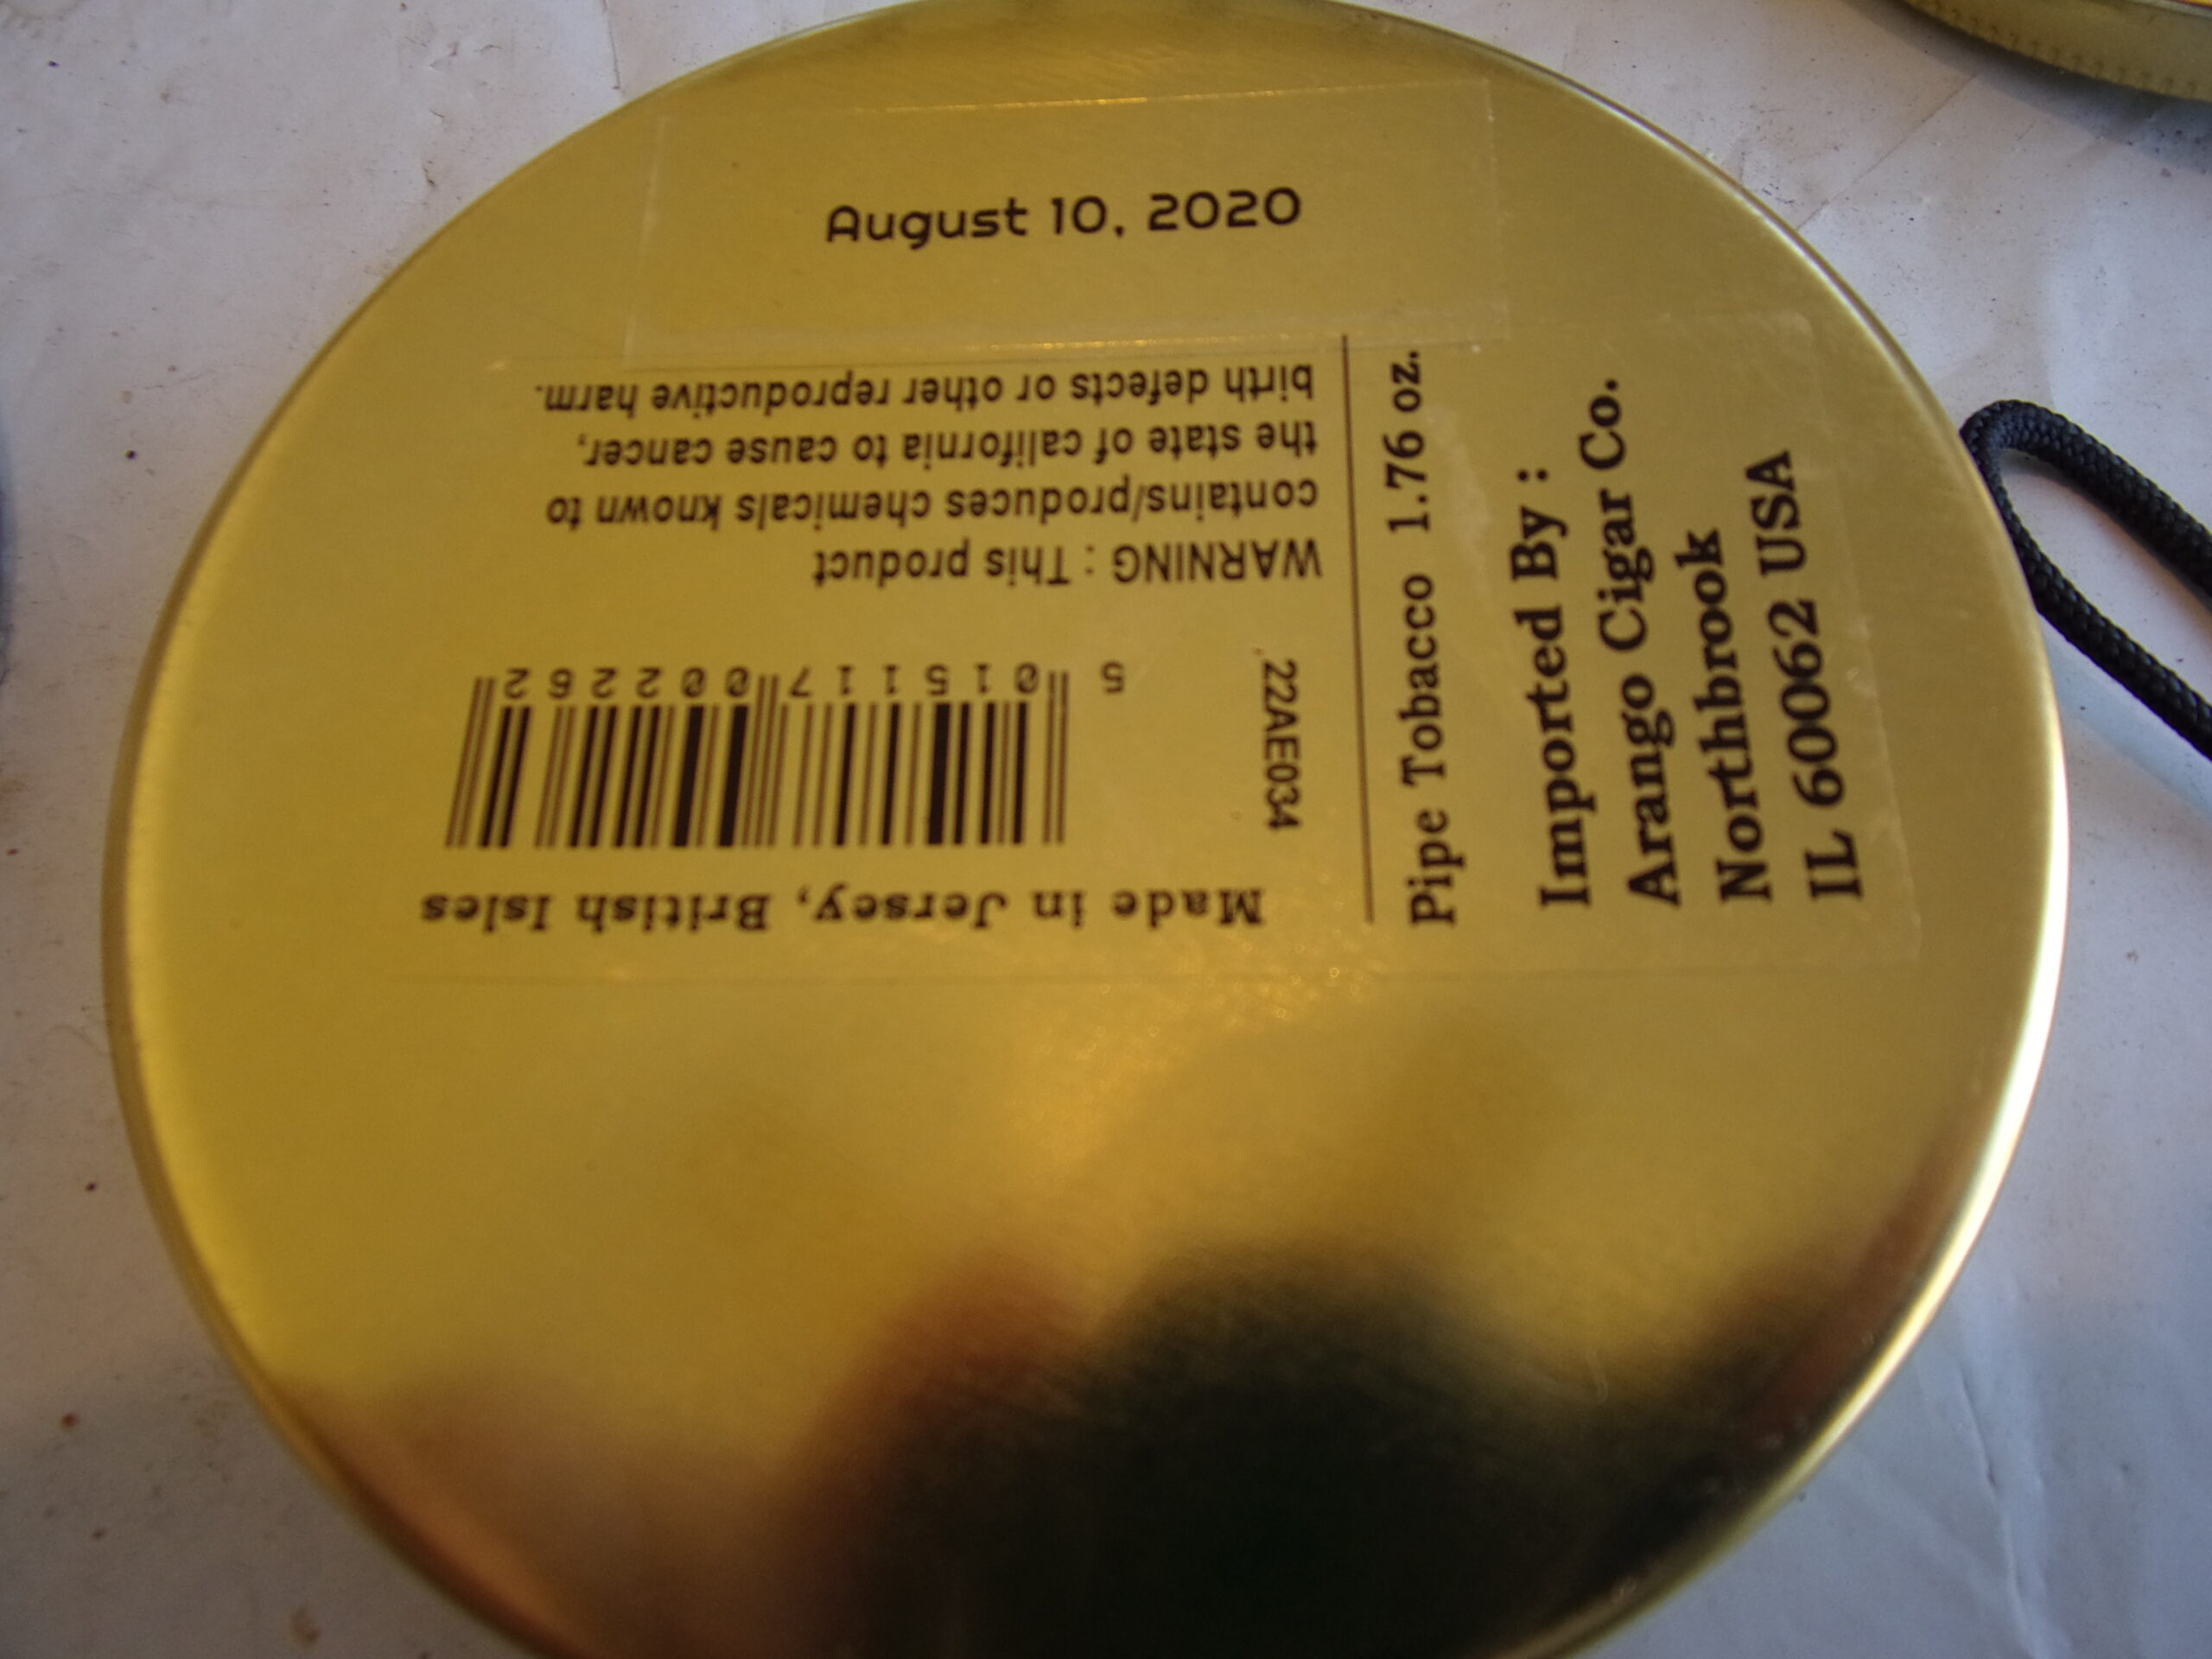 August 10, 2020
Made in Jersey, British Isles
5 015117 002262
22AE034
WARNING : This product
contains/produces chemicals known to
the state of california to cause cancer,
birth defects or other reproductive harm.
Pipe Tobacco 1.76 oz.
Imported By :
Arango Cigar Co.
Northbrook
IL 60062 USA